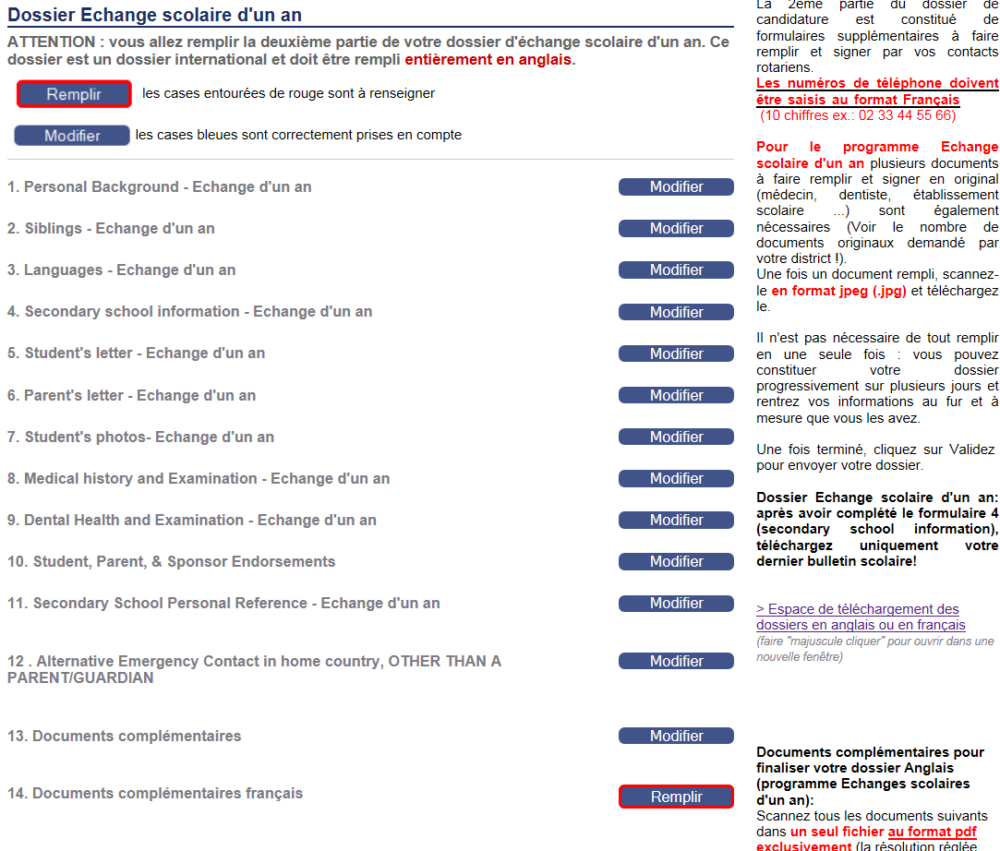 Dossier Echange scolaire d'un an
ATTENTION : vous allez remplir la deuxième partie de votre dossier d'échange scolaire d'un an. Ce
dossier est un dossier international et doit être rempli entièrement en anglais.
Remplir les cases entourées de rouge sont à renseigner
Modifier les cases bleues sont correctement prises en compte
1. Personal Background - Echange d'un an Modifier
2. Siblings - Echange d'un an Modifier
3. Languages - Echange d'un an Modifier
4. Secondary school information - Echange d'un an Modifier
5. Student's letter - Echange d'un an Modifier
6. Parent's letter - Echange d'un an Modifier
7. Student's photos- Echange d'un an Modifier
8. Medical history and Examination - Echange d'un an Modifier
9. Dental Health and Examination - Echange d'un an Modifier
10. Student, Parent, & Sponsor Endorsements Modifier
11. Secondary School Personal Reference - Echange d'un an Modifier
12 . Alternative Emergency Contact in home country, OTHER THAN A Modifier
PARENT/GUARDIAN
13. Documents complémentaires Modifier
14. Documents complémentaires français Remplir
La 2ème partie du dossier de
candidature est constitué de
formulaires supplémentaires à faire
remplir et signer par vos contacts
rotariens.
Les numéros de téléphone doivent
être saisis au format Français
(10 chiffres ex.: 02 33 44 55 66)
Pour le programme Echange
scolaire d'un an plusieurs documents
à faire remplir et signer en original
(médecin, dentiste, établissement
scolaire ...) sont également
nécessaires (Voir le nombre de
documents originaux demandé par
votre district !).
Une fois un document rempli, scannez-
le en format jpeg (.jpg) et téléchargez
le.
Il n'est pas nécessaire de tout remplir
en une seule fois : vous pouvez
constituer votre dossier
progressivement sur plusieurs jours et
rentrez vos informations au fur et à
mesure que vous les avez.
Une fois terminé, cliquez sur Validez
pour envoyer votre dossier.
Dossier Echange scolaire d'un an:
après avoir complété le formulaire 4
(secondary school information),
téléchargez uniquement votre
dernier bulletin scolaire!
> Espace de téléchargement des
dossiers en anglais ou en français
(faire "majuscule cliquer" pour ouvrir dans une
nouvelle fenêtre)
Documents complémentaires pour
finaliser votre dossier Anglais
(programme Echanges scolaires
d'un an):
Scannez tous les documents suivants
dans un seul fichier au format pdf
exclusivement (la résolution réglée